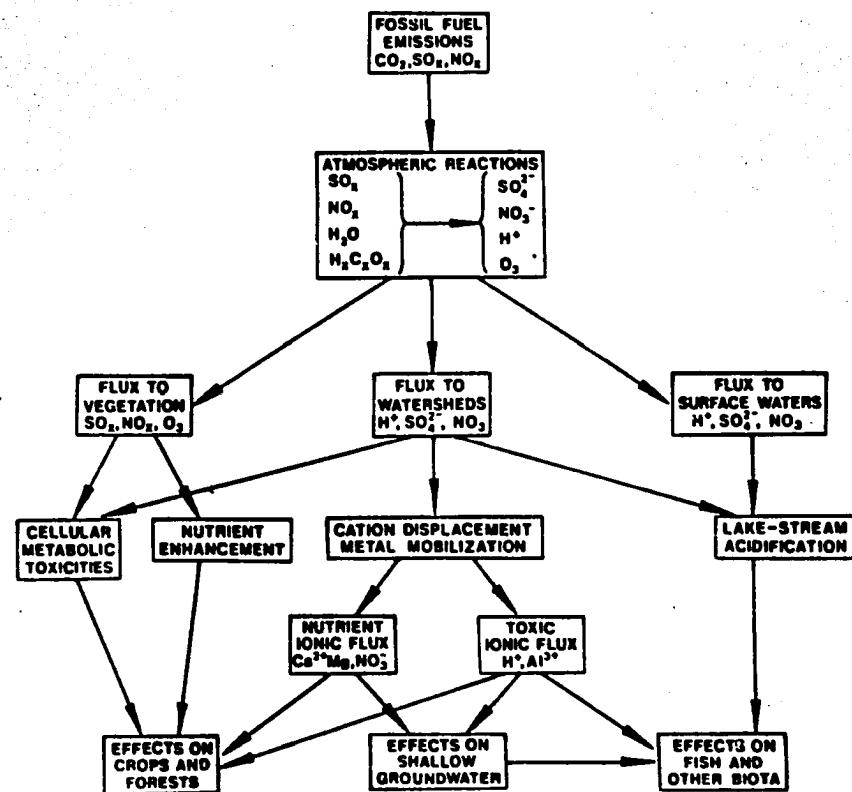 FOSSIL FUEL
EMISSIONS
CO₂,SOₓ,NOₓ
ATMOSPHERIC REACTIONS
SOₓ
NOₓ
H₂O
HₓCₓOₓ
SO₄²⁻
NO₃⁻
H⁺
O₃
FLUX TO
VEGETATION
SOₓ,NOₓ,O₃
FLUX TO
WATERSHEDS
H⁺,SO₄²⁻, NO₃
FLUX TO
SURFACE WATERS
H⁺,SO₄²⁻, NO₃
CELLULAR
METABOLIC
TOXICITIES
NUTRIENT
ENHANCEMENT
CATION DISPLACEMENT
METAL MOBILIZATION
LAKE-STREAM
ACIDIFICATION
NUTRIENT
IONIC FLUX
Ca²⁺Mg,NO₃⁻
TOXIC
IONIC FLUX
H⁺,Al³⁺
EFFECTS ON
CROPS AND
FORESTS
EFFECTS ON
SHALLOW
GROUNDWATER
EFFECTS ON
FISH AND
OTHER BIOTA